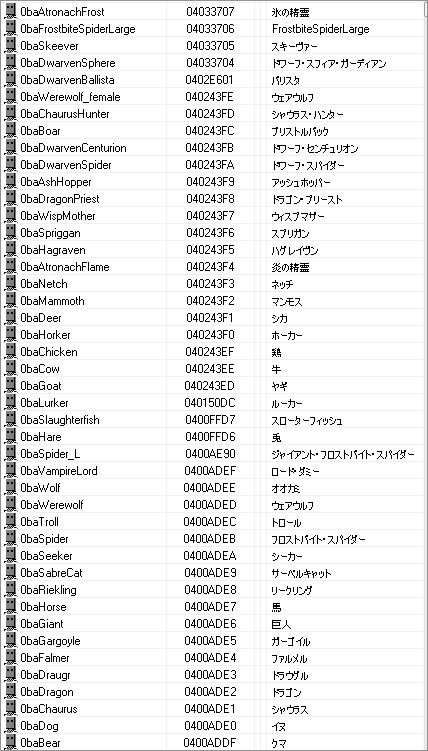 0baAtronachFrost 04033707 氷の精霊
0baFrostbiteSpiderLarge 04033706 FrostbiteSpiderLarge
0baSkeever 04033705 スキーヴァー
0baDwarvenSphere 04033704 ドワーフ・スフィア・ガーディアン
0baDwarvenBallista 0402E601 バリスタ
0baWerewolf_female 040243FE ウェアウルフ
0baChaurusHunter 040243FD シャウラス・ハンター
0baBoar 040243FC ブリストルバック
0baDwarvenCenturion 040243FB ドワーフ・センチュリオン
0baDwarvenSpider 040243FA ドワーフ・スパイダー
0baAshHopper 040243F9 アッシュホッパー
0baDragonPriest 040243F8 ドラゴン・プリースト
0baWispMother 040243F7 ウィスプマザー
0baSpriggan 040243F6 スプリガン
0baHagraven 040243F5 ハグレイヴン
0baAtronachFlame 040243F4 炎の精霊
0baNetch 040243F3 ネッチ
0baMammoth 040243F2 マンモス
0baDeer 040243F1 シカ
0baHorker 040243F0 ホーカー
0baChicken 040243EF 鶏
0baCow 040243EE 牛
0baGoat 040243ED ヤギ
0baLurker 040150DC ルーカー
0baSlaughterfish 0400FFD7 スローターフィッシュ
0baHare 0400FFD6 兎
0baSpider_L 0400AE90 ジャイアント・フロストバイト・スパイダー
0baVampireLord 0400ADEF ロード・ダミー
0baWolf 0400ADEE オオカミ
0baWerewolf 0400ADED ウェアウルフ
0baTroll 0400ADEC トロール
0baSpider 0400ADEB フロストバイト・スパイダー
0baSeeker 0400ADEA シーカー
0baSabreCat 0400ADE9 サーベルキャット
0baRiekling 0400ADE8 リークリング
0baHorse 0400ADE7 馬
0baGiant 0400ADE6 巨人
0baGargoyle 0400ADE5 ガーゴイル
0baFalmer 0400ADE4 ファルメル
0baDraugr 0400ADE3 ドラウグル
0baDragon 0400ADE2 ドラゴン
0baChaurus 0400ADE1 シャウラス
0baDog 0400ADE0 イヌ
0baBear 0400ADDF クマ